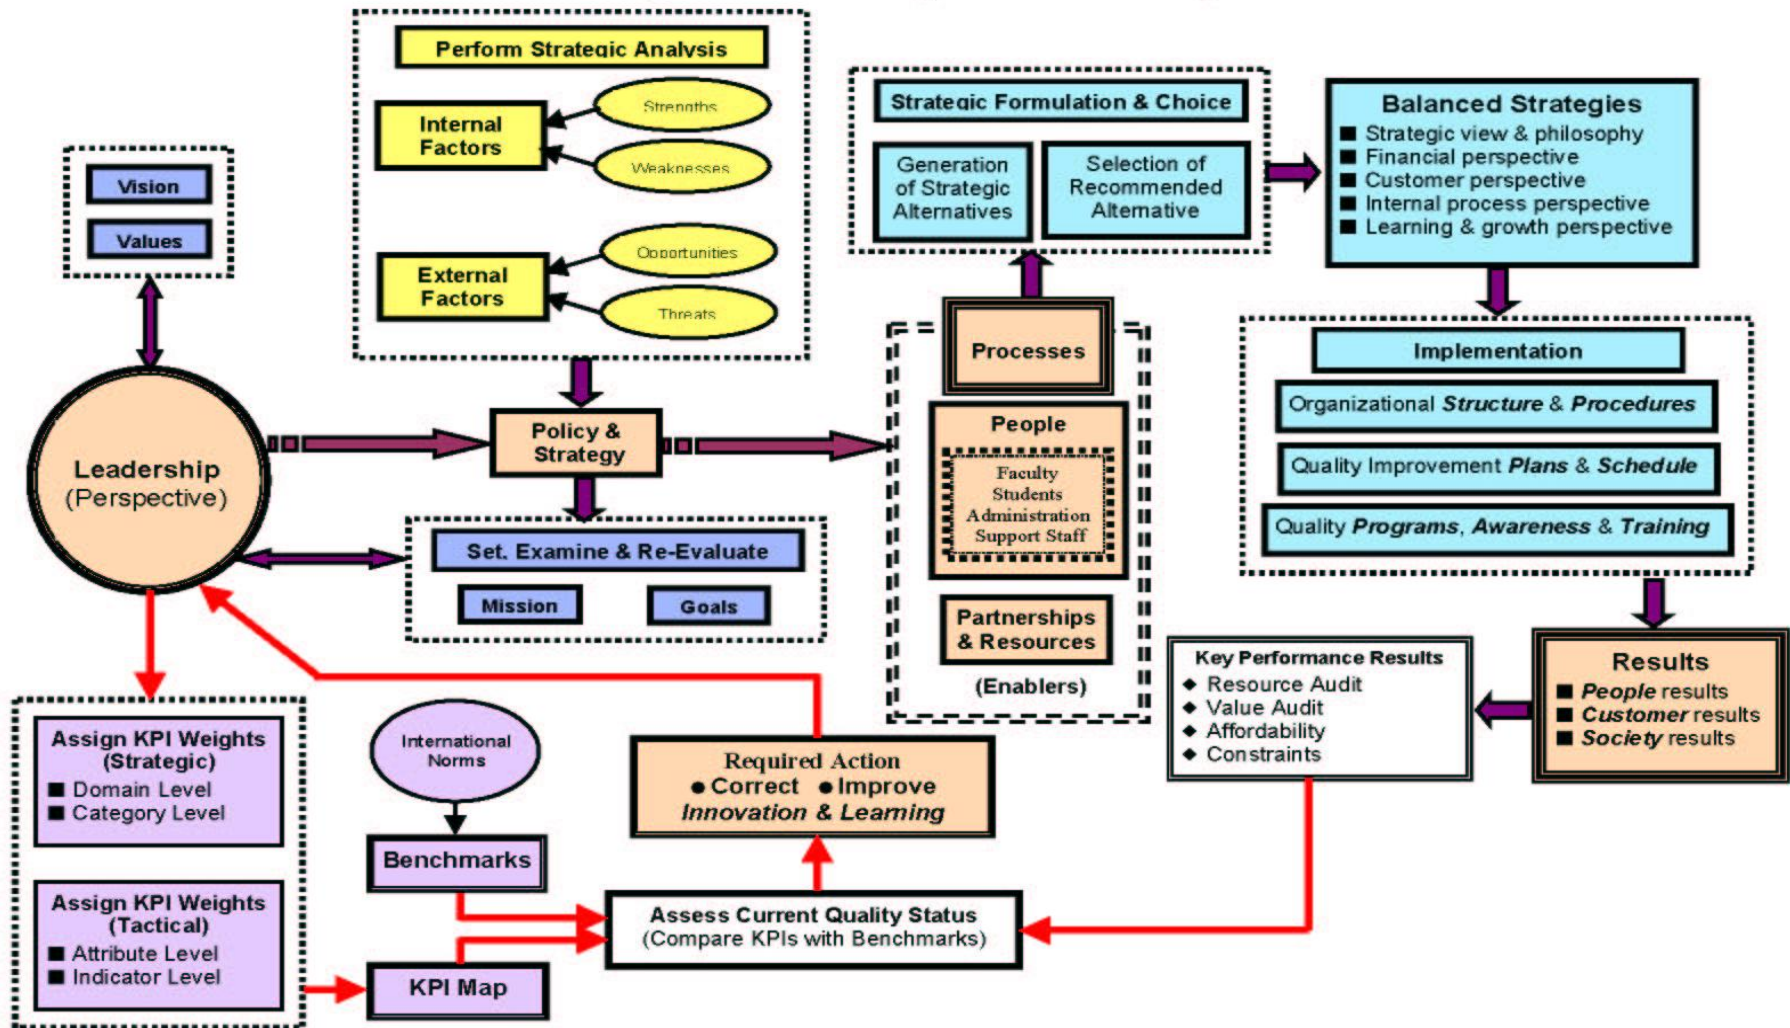 Perform Strategic Analysis
Internal
Factors
Strengths
Weaknesses
External
Factors
Opportunities
Threats
Vision
Values
Leadership
(Perspective)
Policy &
Strategy
Set. Examine & Re-Evaluate
Mission
Goals
Strategic Formulation & Choice
Generation
of Strategic
Alternatives
Selection of
Recommended
Alternative
Balanced Strategies
■ Strategic view & philosophy
■ Financial perspective
■ Customer perspective
■ Internal process perspective
■ Learning & growth perspective
Processes
People
Faculty
Students
Administration
Support Staff
Partnerships
& Resources
(Enablers)
Implementation
Organizational Structure & Procedures
Quality Improvement Plans & Schedule
Quality Programs, Awareness & Training
Results
■ People results
■ Customer results
■ Society results
Key Performance Results
◆ Resource Audit
◆ Value Audit
◆ Affordability
◆ Constraints
Assign KPI Weights
(Strategic)
■ Domain Level
■ Category Level
Assign KPI Weights
(Tactical)
■ Attribute Level
■ Indicator Level
International
Norms
Benchmarks
KPI Map
Required Action
● Correct ● Improve
Innovation & Learning
Assess Current Quality Status
(Compare KPIs with Benchmarks)